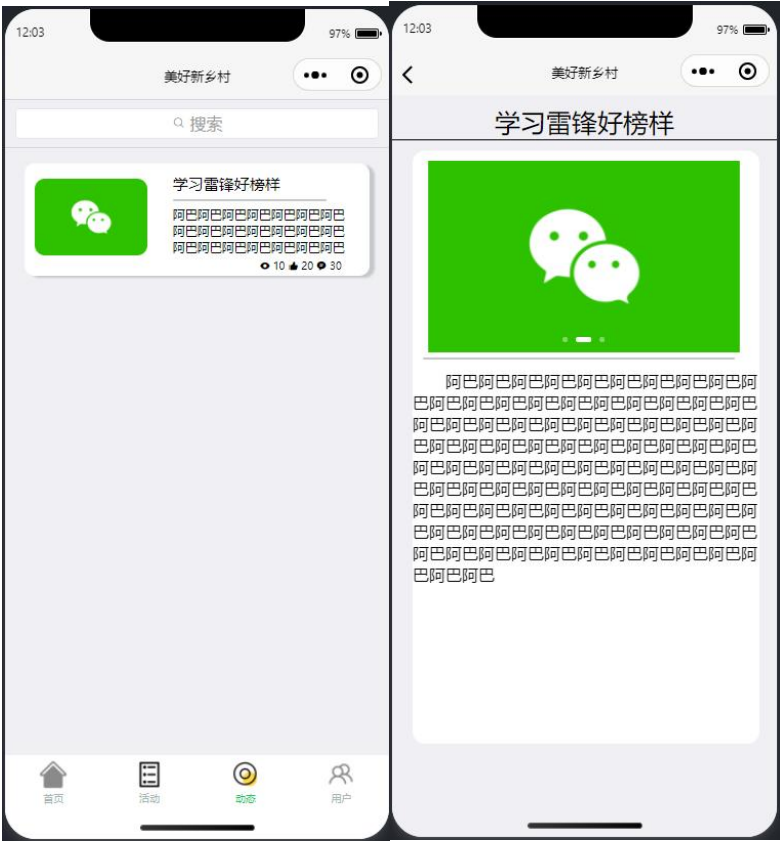 12:03
97%
美好新乡村
搜索
学习雷锋好榜样
阿巴阿巴阿巴阿巴阿巴阿巴阿巴
阿巴阿巴阿巴阿巴阿巴阿巴阿巴
阿巴阿巴阿巴阿巴阿巴阿巴阿巴
10 20 30
首页 活动 动态 用户
12:03
97%
美好新乡村
学习雷锋好榜样
阿巴阿巴阿巴阿巴阿巴阿巴阿巴阿巴阿巴阿
巴阿巴阿巴阿巴阿巴阿巴阿巴阿巴阿巴阿巴阿巴
阿巴阿巴阿巴阿巴阿巴阿巴阿巴阿巴阿巴阿巴阿
巴阿巴阿巴阿巴阿巴阿巴阿巴阿巴阿巴阿巴阿巴
阿巴阿巴阿巴阿巴阿巴阿巴阿巴阿巴阿巴阿巴阿
巴阿巴阿巴阿巴阿巴阿巴阿巴阿巴阿巴阿巴阿巴
阿巴阿巴阿巴阿巴阿巴阿巴阿巴阿巴阿巴阿巴阿
巴阿巴阿巴阿巴阿巴阿巴阿巴阿巴阿巴阿巴阿巴
阿巴阿巴阿巴阿巴阿巴阿巴阿巴阿巴阿巴阿巴阿
巴阿巴阿巴